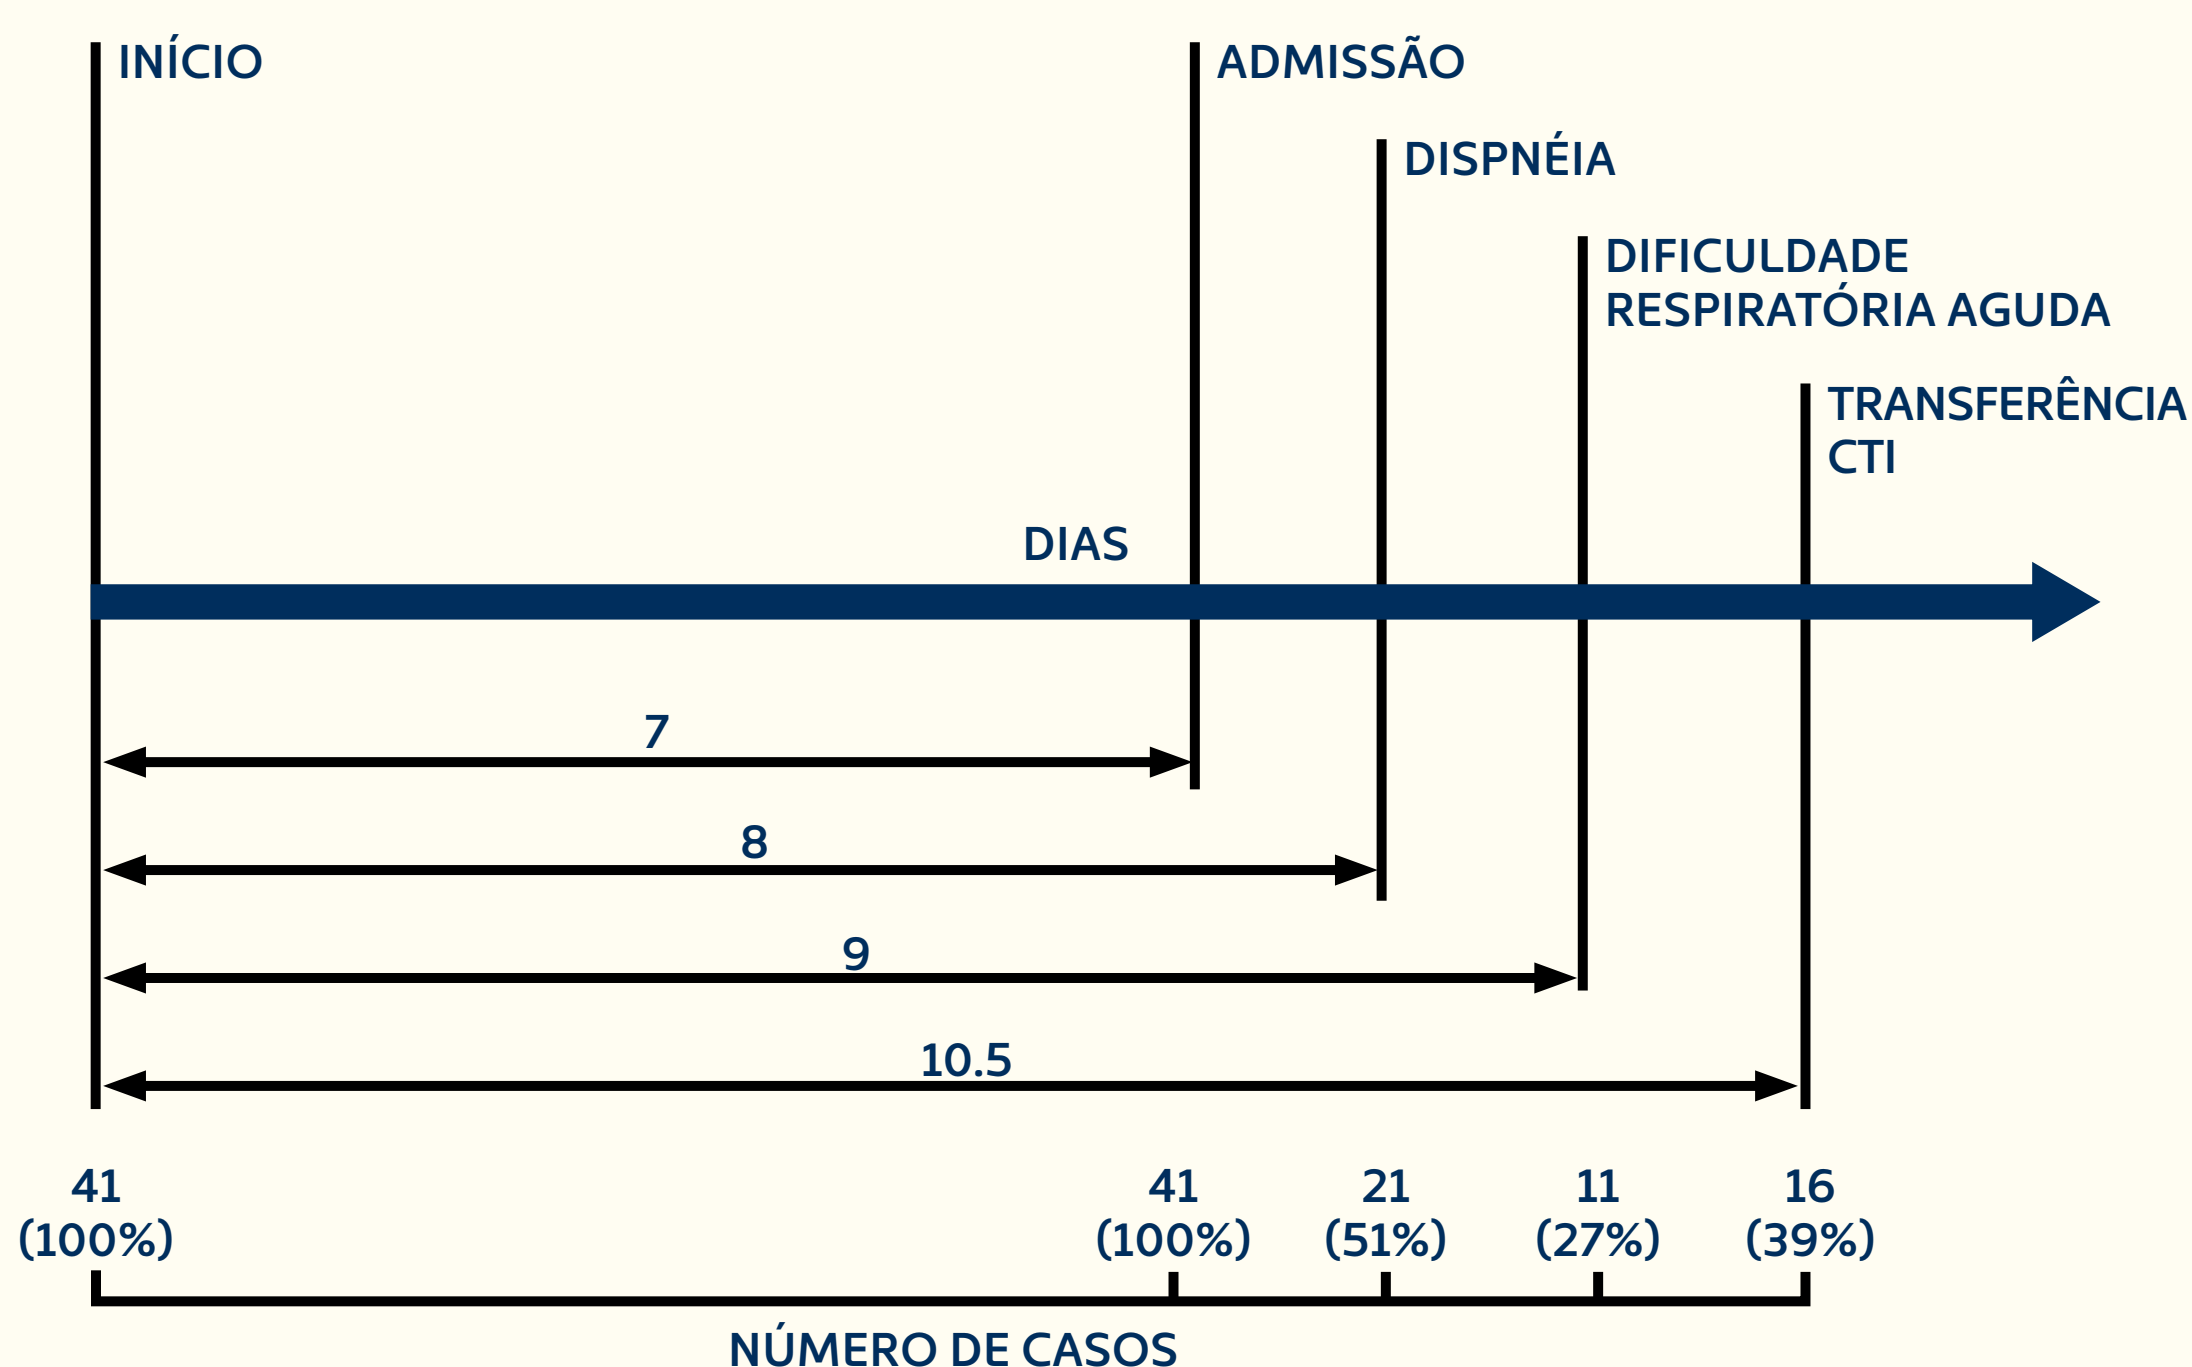 INÍCIO
ADMISSÃO
DISPNÉIA
DIFICULDADE
RESPIRATÓRIA AGUDA
TRANSFERÊNCIA
CTI
DIAS
7
8
9
10.5
41 41 21 11 16
(100%) (100%) (51%) (27%) (39%)
NÚMERO DE CASOS